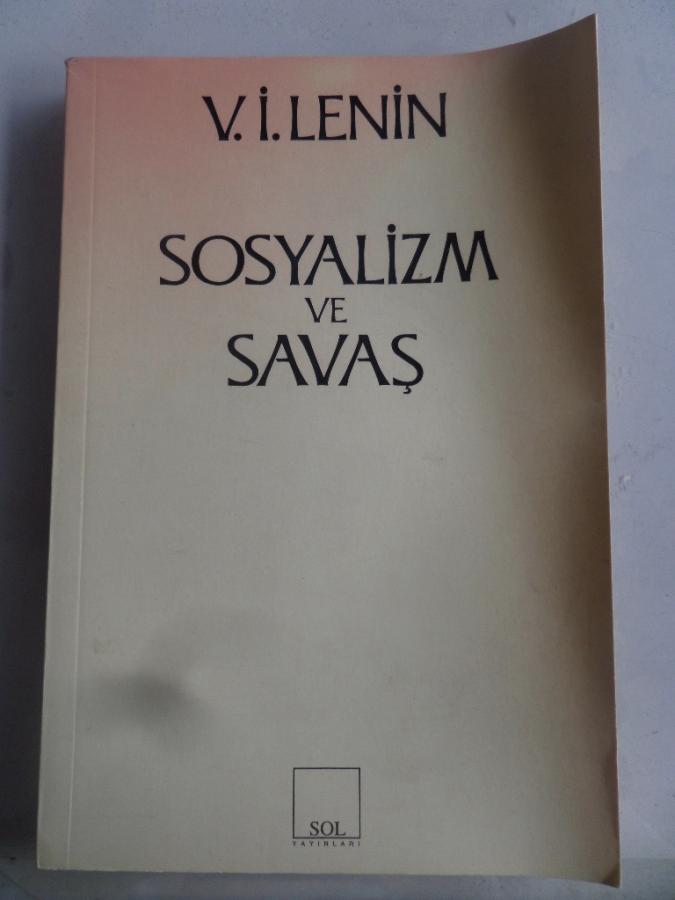 V. İ. LENİN
SOSYALİZM
VE
SAVAŞ
SOL
YAYINLARI